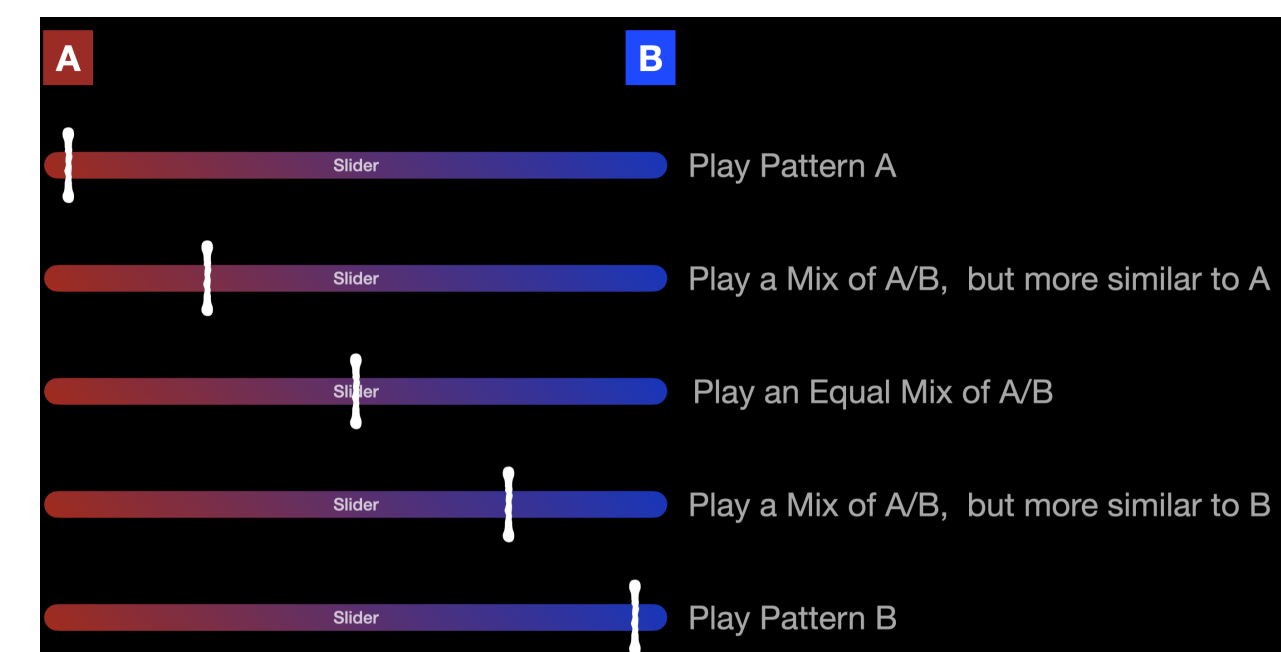 A
B
Slider
Play Pattern A
Slider
Play a Mix of A/B,  but more similar to A
Slider
Play an Equal Mix of A/B
Slider
Play a Mix of A/B,  but more similar to B
Slider
Play Pattern B